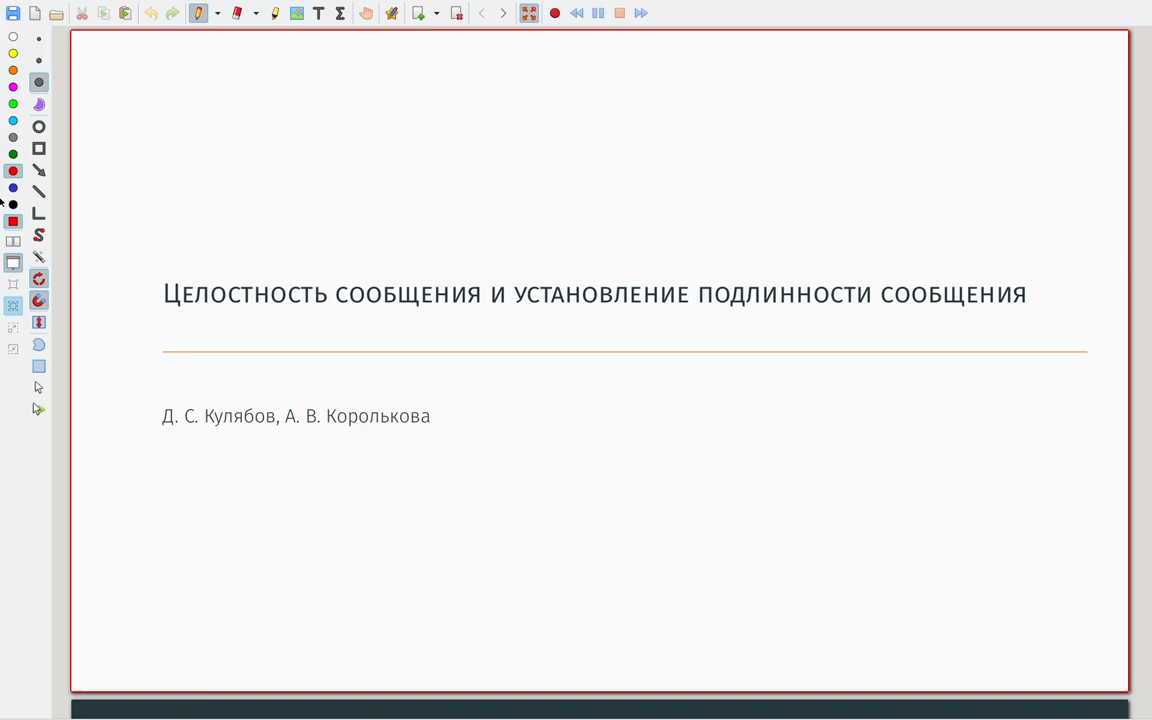 Целостность сообщения и установление подлинности сообщения
Д. С. Кулябов, А. В. Королькова